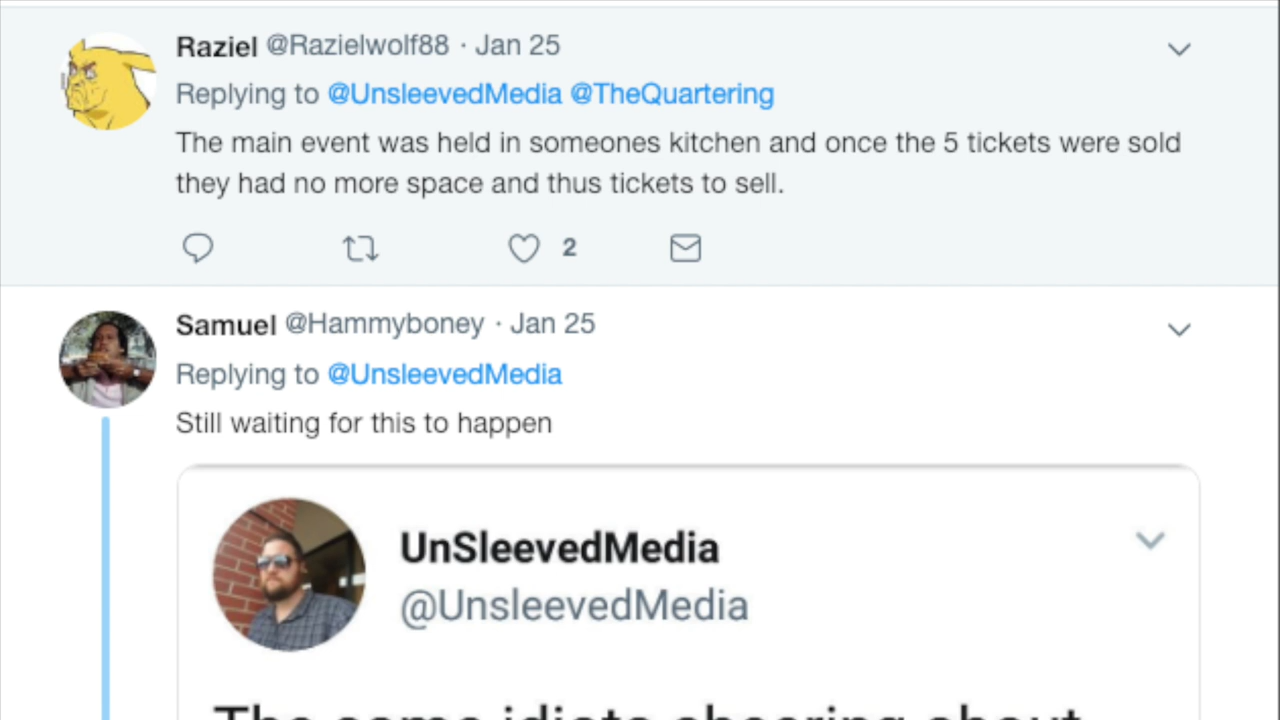 Raziel @Razielwolf88 · Jan 25
Replying to @UnsleevedMedia @TheQuartering
The main event was held in someones kitchen and once the 5 tickets were sold
they had no more space and thus tickets to sell.
2
Samuel @Hammyboney · Jan 25
Replying to @UnsleevedMedia
Still waiting for this to happen
UnSleevedMedia
@UnsleevedMedia
The same idiots cheering about